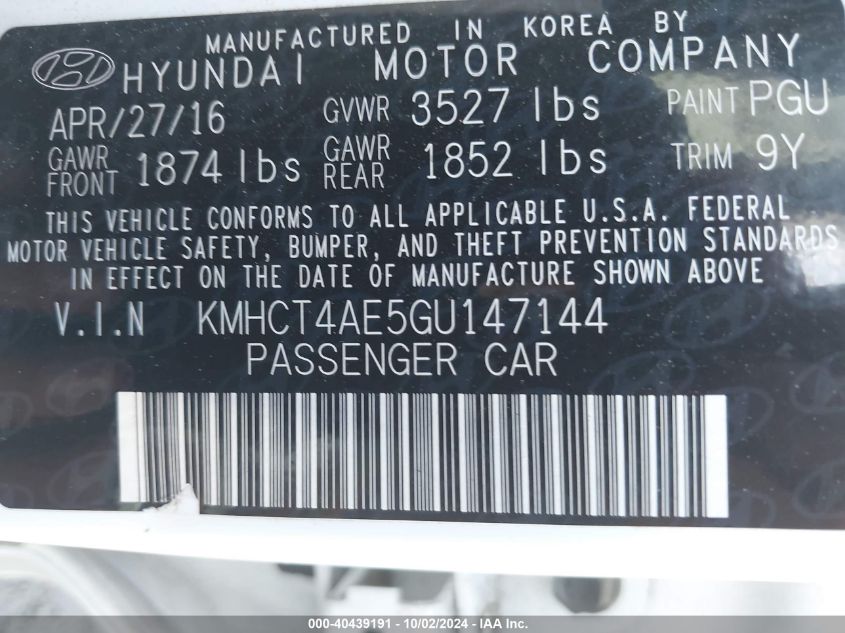 MANUFACTURED IN KOREA BY
HYUNDAI MOTOR COMPANY
APR/27/16 GVWR 3527 lbs PAINT PGU
GAWR FRONT 1874 lbs GAWR REAR 1852 lbs TRIM 9Y
THIS VEHICLE CONFORMS TO ALL APPLICABLE U.S.A. FEDERAL
MOTOR VEHICLE SAFETY, BUMPER, AND THEFT PREVENTION STANDARDS
IN EFFECT ON THE DATE OF MANUFACTURE SHOWN ABOVE
V.I.N KMHCT4AE5GU147144
PASSENGER CAR
000-40439191 - 10/02/2024 - IAA Inc.